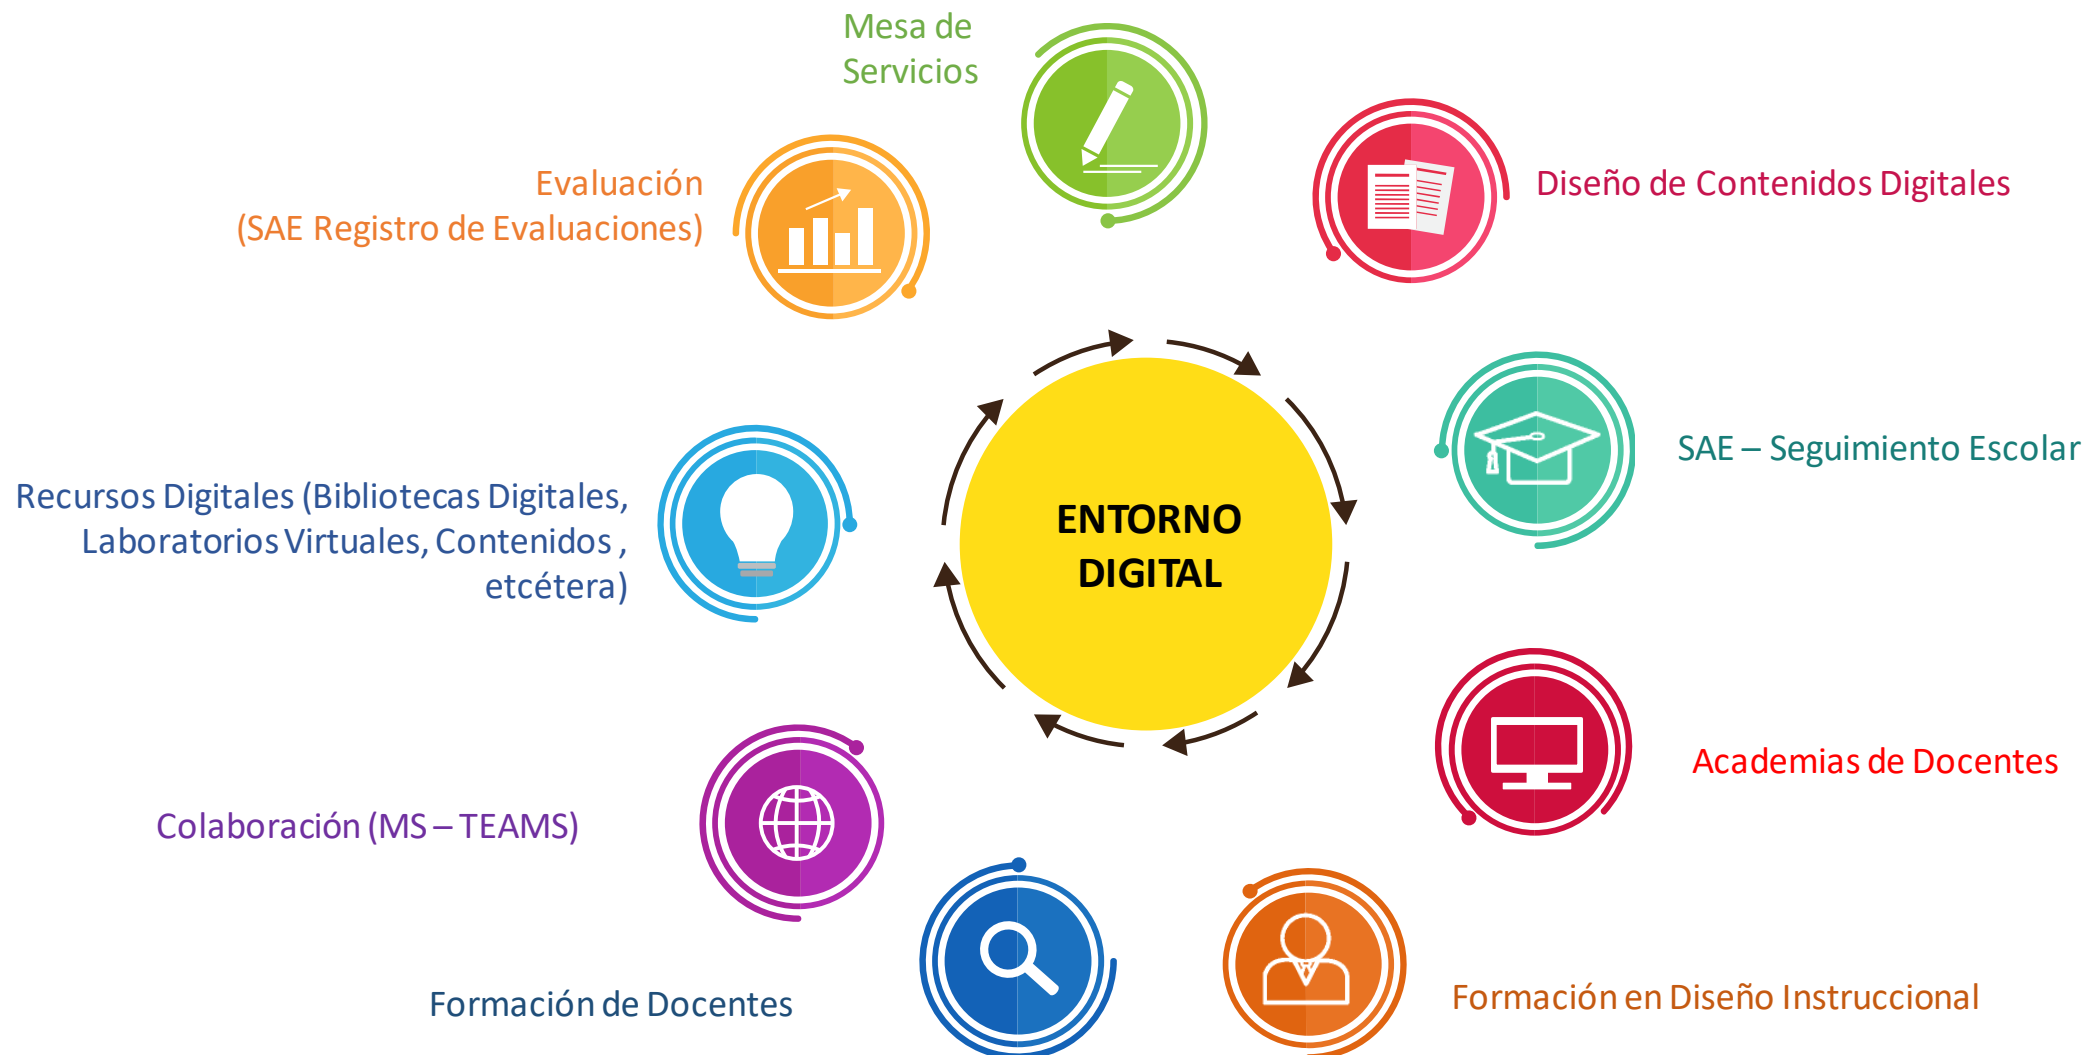 Mesa de
Servicios
Diseño de Contenidos Digitales
Evaluación
(SAE Registro de Evaluaciones)
SAE – Seguimiento Escolar
Recursos Digitales (Bibliotecas Digitales,
Laboratorios Virtuales, Contenidos ,
etcétera)
ENTORNO
DIGITAL
Academias de Docentes
Colaboración (MS – TEAMS)
Formación de Docentes
Formación en Diseño Instruccional